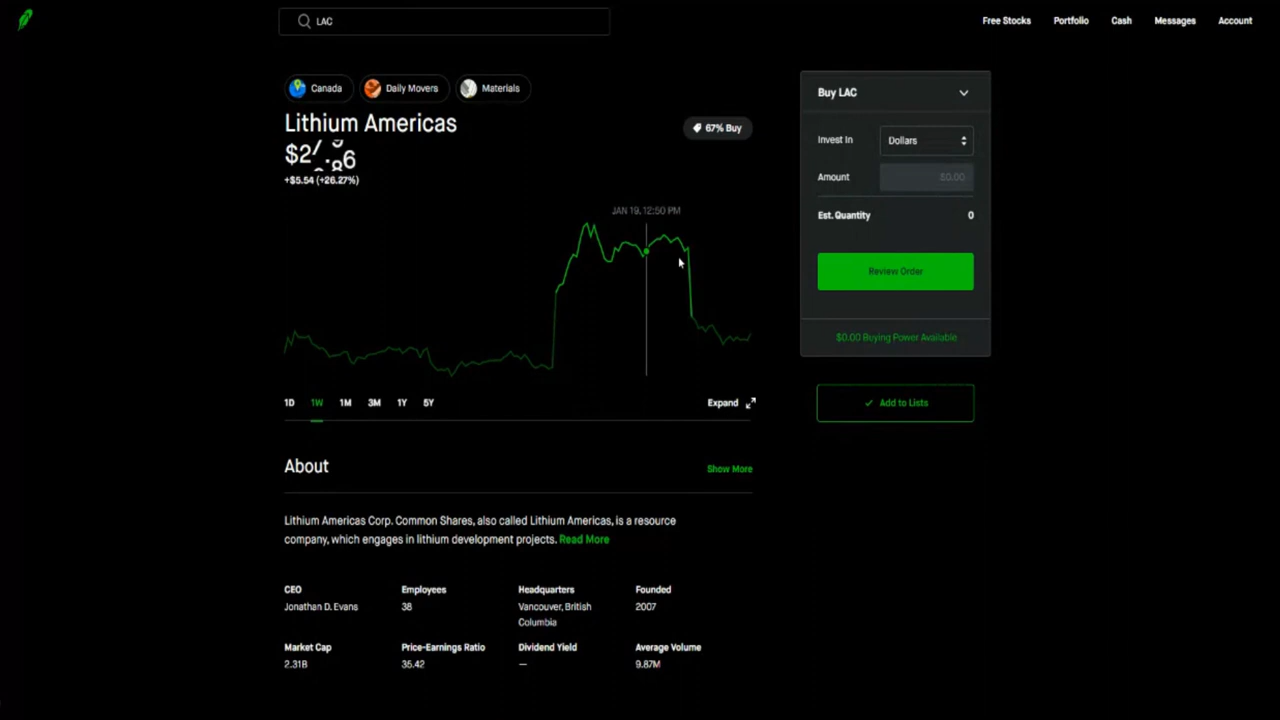 LAC
Free Stocks Portfolio Cash Messages Account
Canada Daily Movers Materials
Lithium Americas
67% Buy
+$5.54 (+26.27%)
JAN 19, 12:50 PM
1D 1W 1M 3M 1Y 5Y
Expand
Buy LAC
Invest In Dollars
Amount $0.00
Est. Quantity 0
Review Order
$0.00 Buying Power Available
Add to Lists
About
Show More
Lithium Americas Corp. Common Shares, also called Lithium Americas, is a resource
company, which engages in lithium development projects. Read More
CEO Employees Headquarters Founded
Jonathan D. Evans 38 Vancouver, British 2007
Columbia
Market Cap Price-Earnings Ratio Dividend Yield Average Volume
2.31B 35.42 — 9.87M